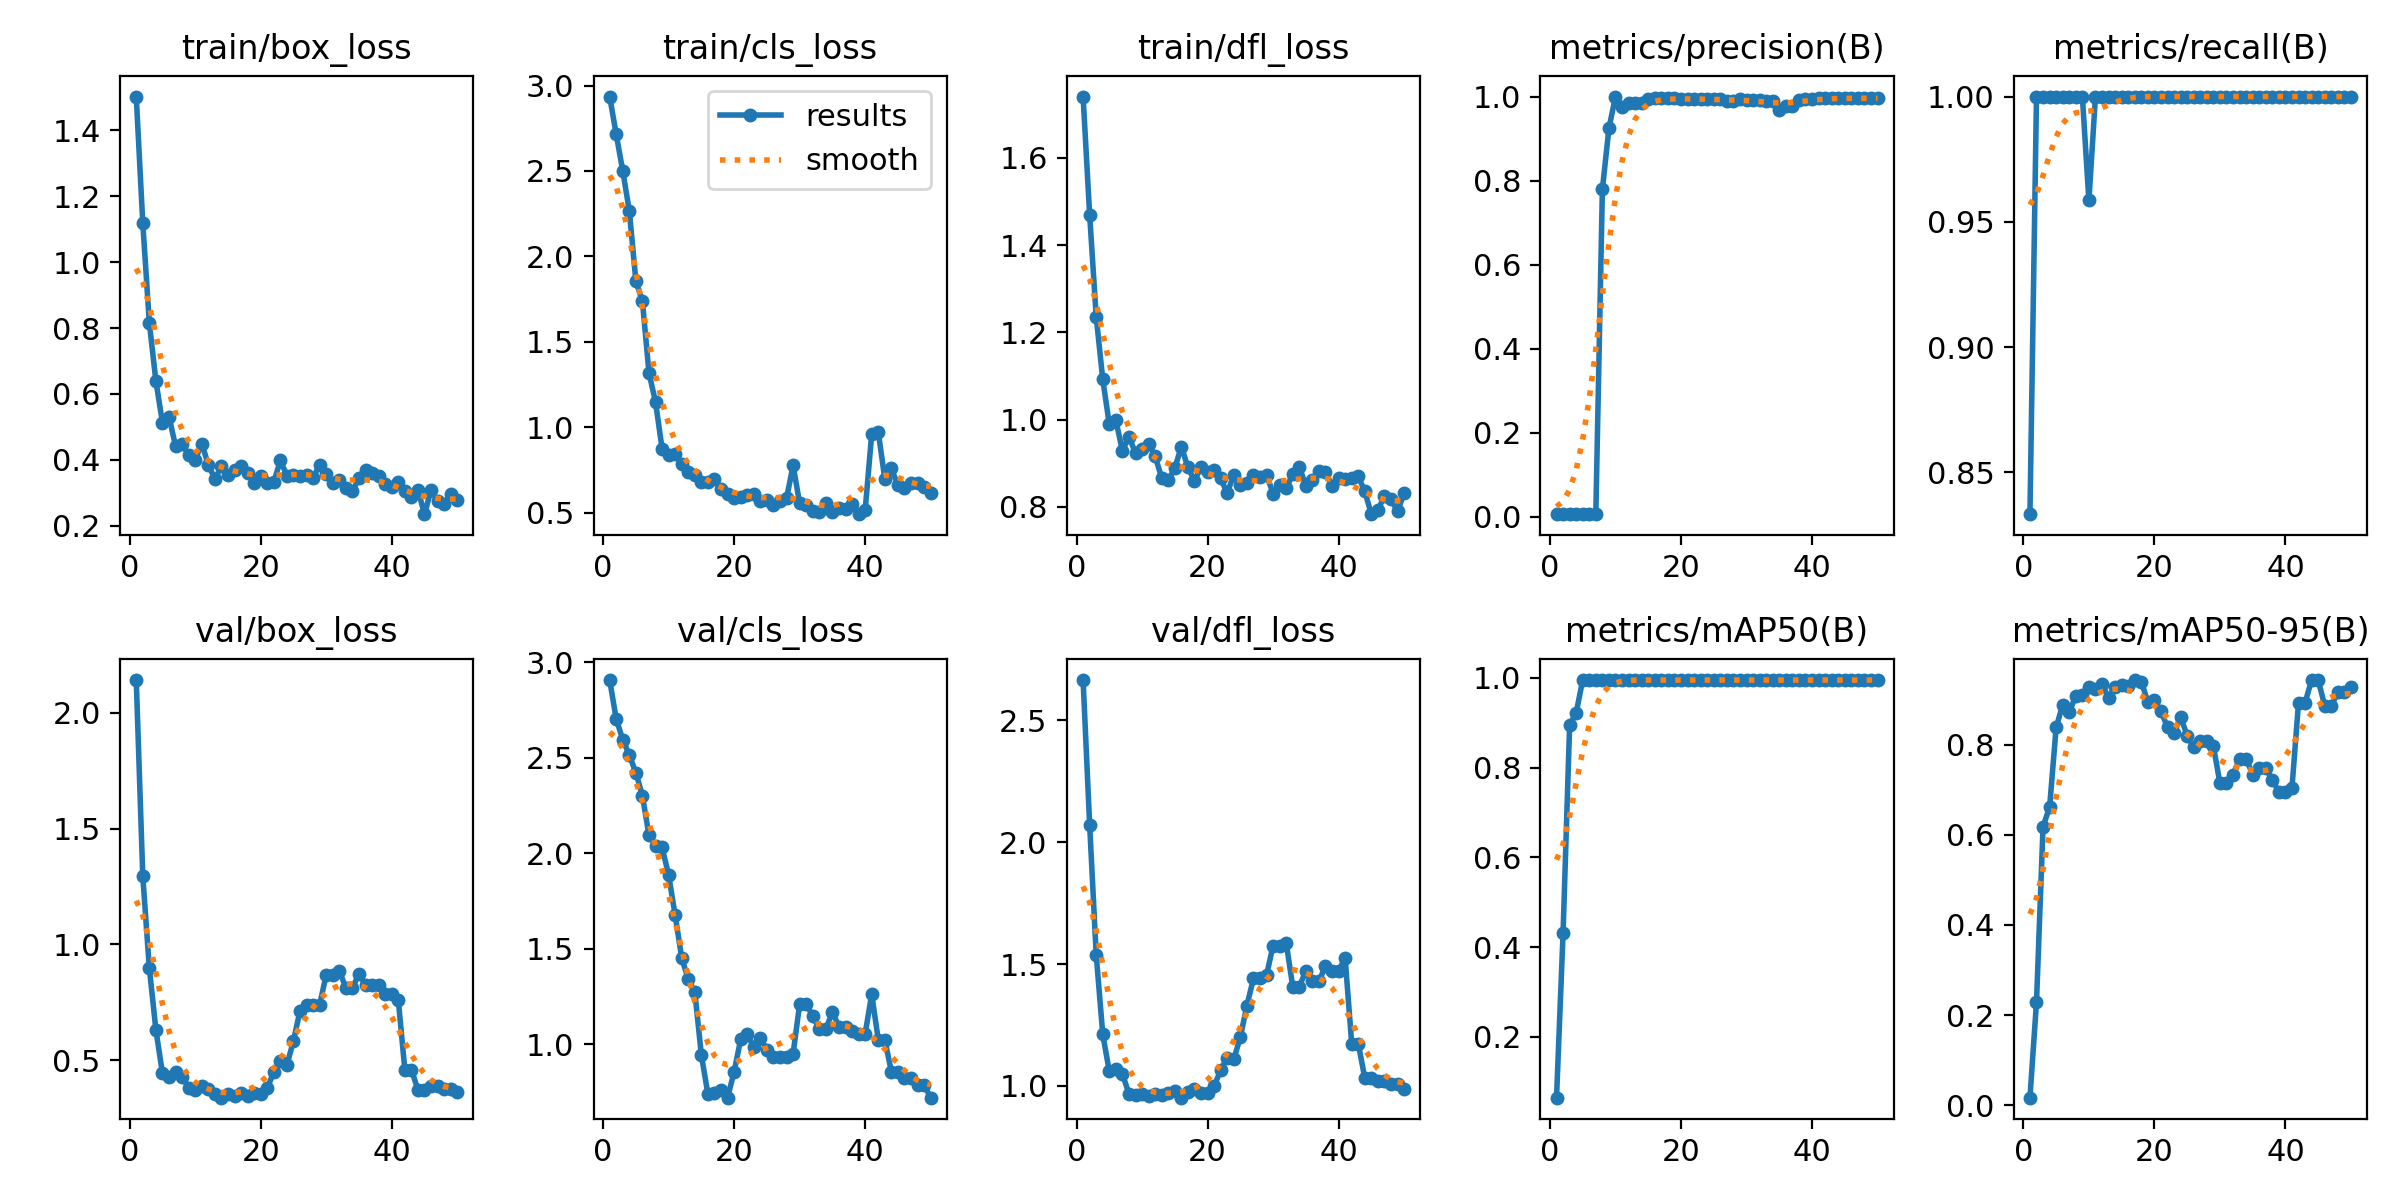 train/box_loss
1.4
1.2
1.0
0.8
0.6
0.4
0.2
0 20 40
train/cls_loss
results
smooth
3.0
2.5
2.0
1.5
1.0
0.5
0 20 40
train/dfl_loss
1.6
1.4
1.2
1.0
0.8
0 20 40
metrics/precision(B)
1.0
0.8
0.6
0.4
0.2
0.0
0 20 40
metrics/recall(B)
1.00
0.95
0.90
0.85
0 20 40
val/box_loss
2.0
1.5
1.0
0.5
0 20 40
val/cls_loss
3.0
2.5
2.0
1.5
1.0
0 20 40
val/dfl_loss
2.5
2.0
1.5
1.0
0 20 40
metrics/mAP50(B)
1.0
0.8
0.6
0.4
0.2
0 20 40
metrics/mAP50-95(B)
0.8
0.6
0.4
0.2
0.0
0 20 40